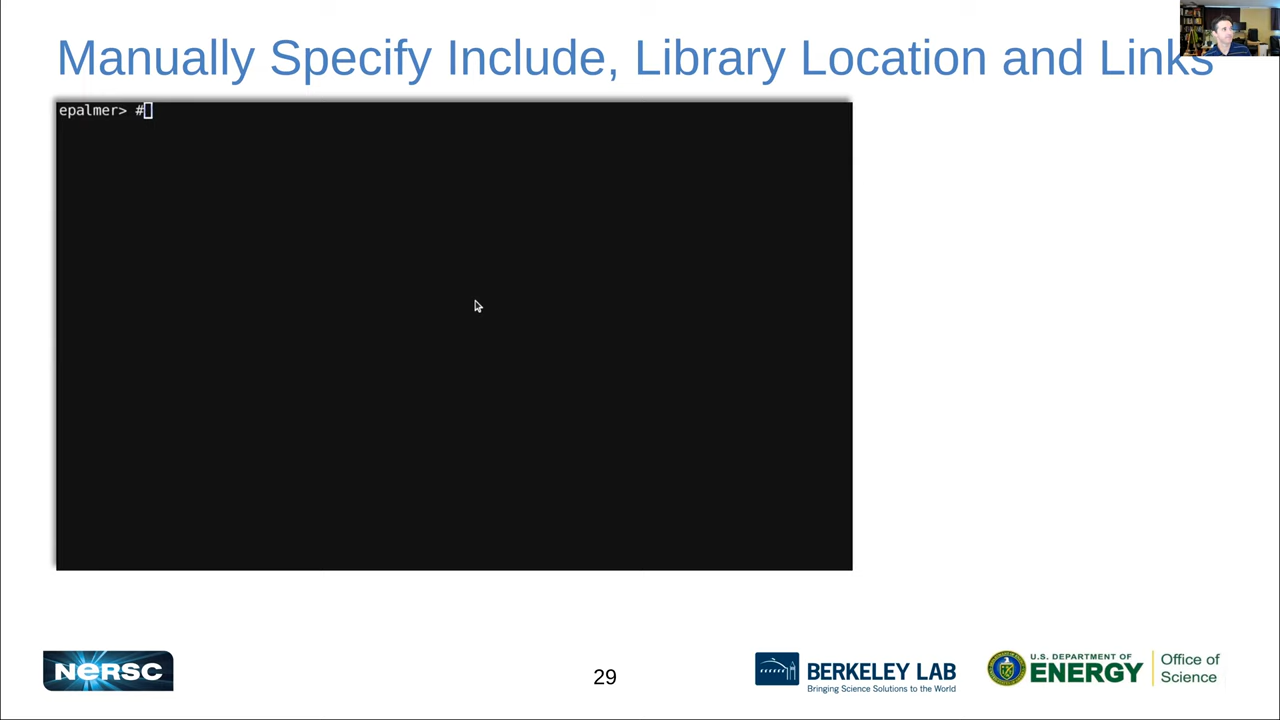 Manually Specify Include, Library Location and Links
epalmer> #
NERSC
29
BERKELEY LAB
Bringing Science Solutions to the World
U.S. DEPARTMENT OF
ENERGY
Office of
Science